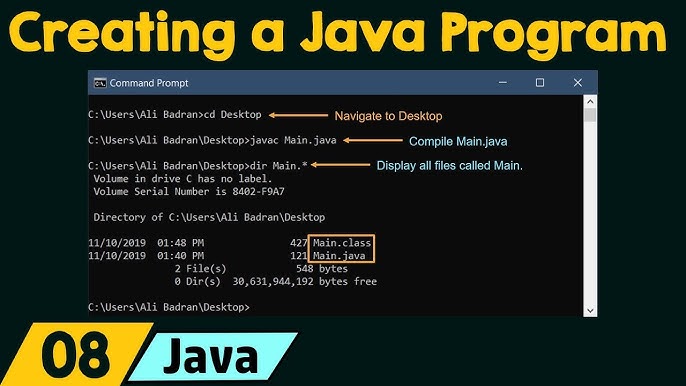 Creating a Java Program
Command Prompt
C:\Users\Ali Badran>cd Desktop Navigate to Desktop
C:\Users\Ali Badran\Desktop>javac Main.java Compile Main.java
C:\Users\Ali Badran\Desktop>dir Main.* Display all files called Main.
Volume in drive C has no label.
Volume Serial Number is 8402-F9A7
Directory of C:\Users\Ali Badran\Desktop
11/10/2019 01:48 PM 427 Main.class
11/10/2019 01:40 PM 121 Main.java
2 File(s) 548 bytes
0 Dir(s) 30,631,944,192 bytes free
C:\Users\Ali Badran\Desktop>
08 Java